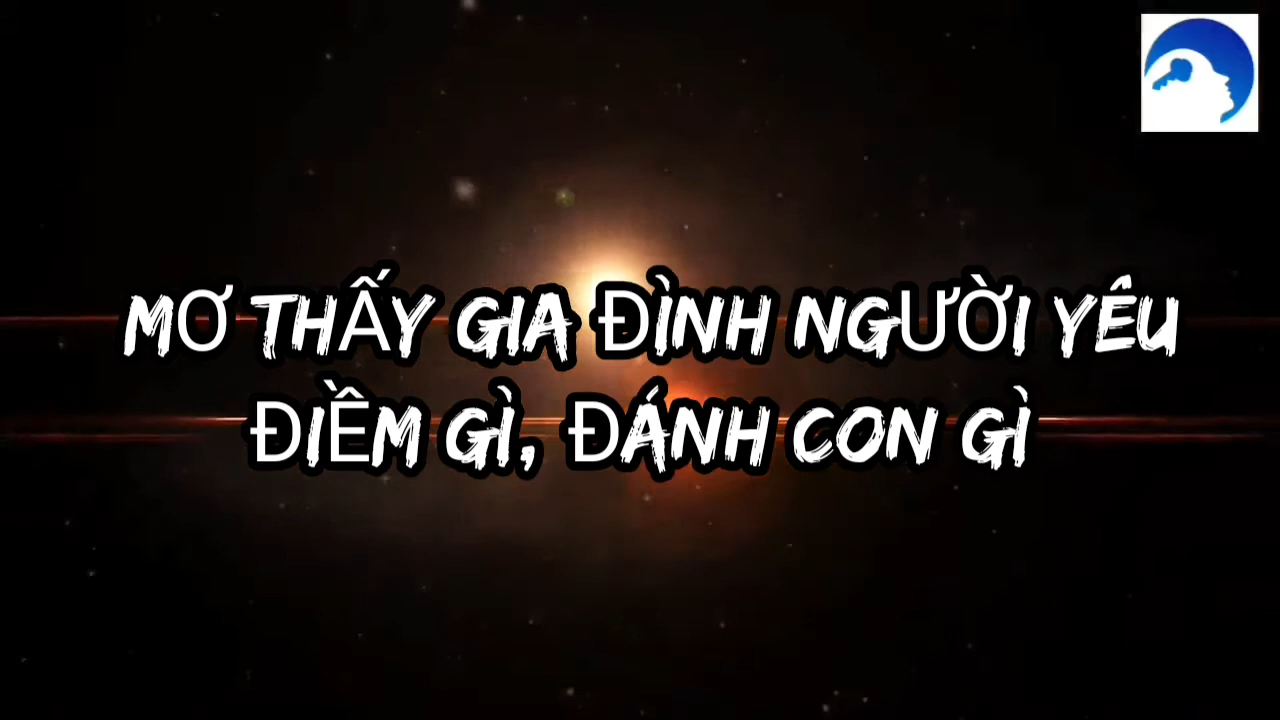 MƠ THẤY GIA ĐÌNH NGƯỜI YÊU
ĐIỀM GÌ, ĐÁNH CON GÌ